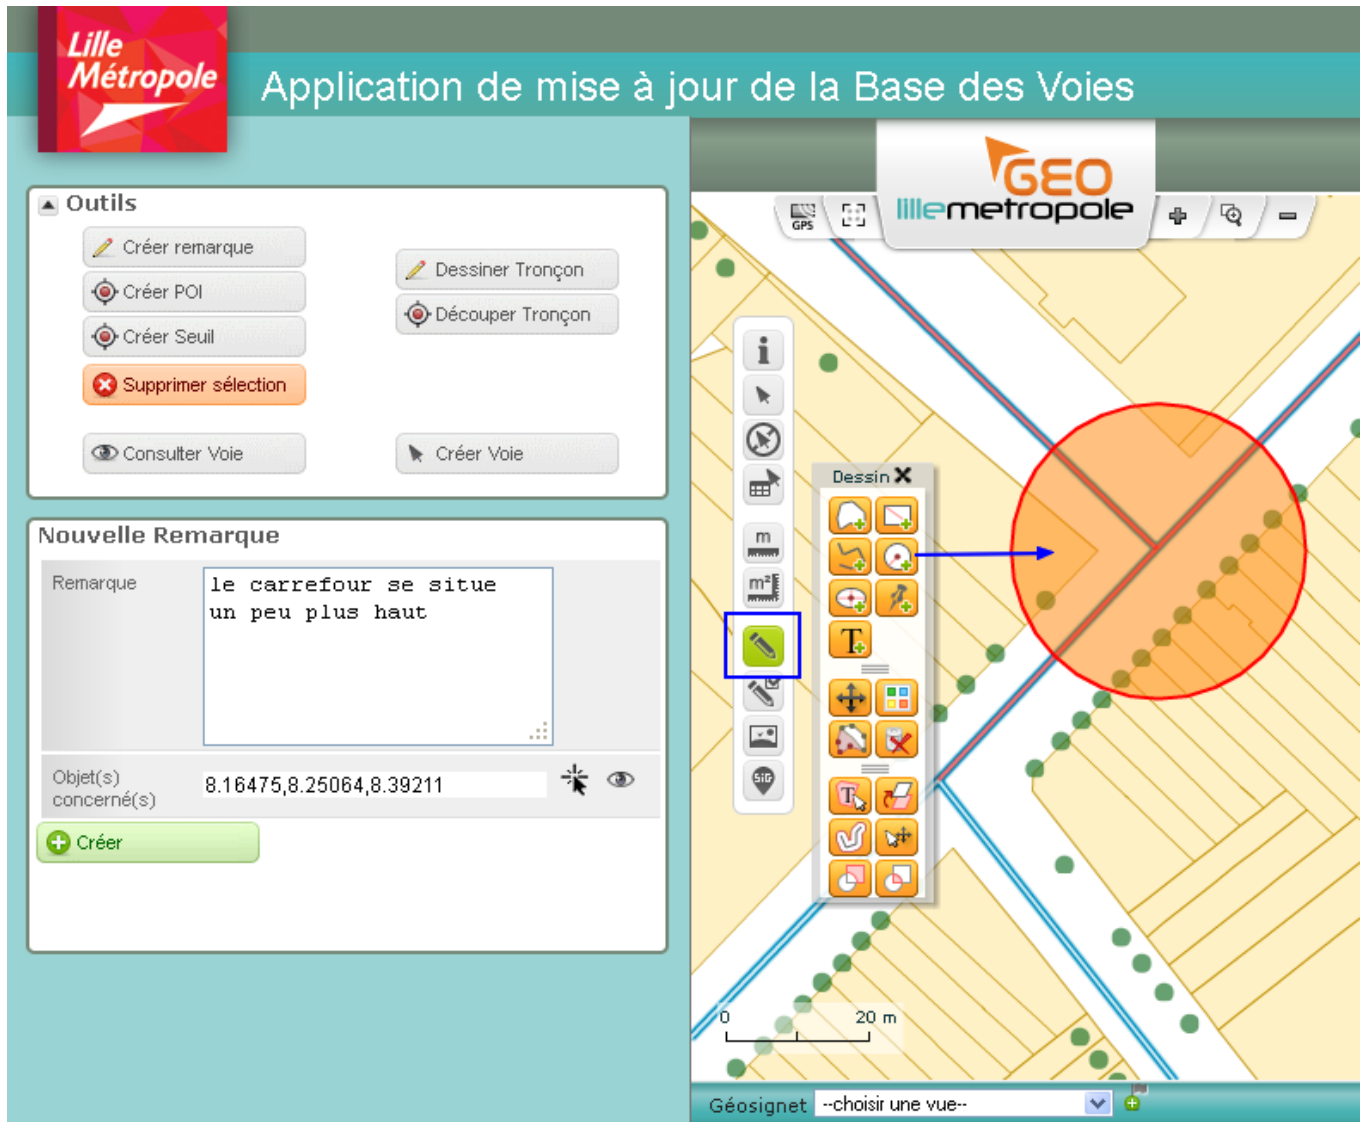 Lille
Métropole
Application de mise à jour de la Base des Voies
GEO
lillemetropole
GPS
Outils
Créer remarque
Créer POI
Créer Seuil
Supprimer sélection
Consulter Voie
Dessiner Tronçon
Découper Tronçon
Créer Voie
Nouvelle Remarque
Remarque
le carrefour se situe
un peu plus haut
Objet(s)
concerné(s)
8.16475,8.25064,8.39211
Créer
i
m
m²
SIG
Dessin
T
T
0
20 m
Géosignet
--choisir une vue--